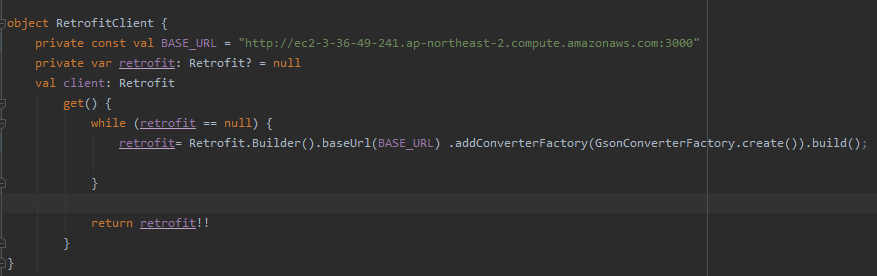 object RetrofitClient {
private const val BASE_URL = "http://ec2-3-36-49-241.ap-northeast-2.compute.amazonaws.com:3000"
private var retrofit: Retrofit? = null
val client: Retrofit
get() {
while (retrofit == null) {
retrofit= Retrofit.Builder().baseUrl(BASE_URL) .addConverterFactory(GsonConverterFactory.create()).build();
}
return retrofit!!
}
}